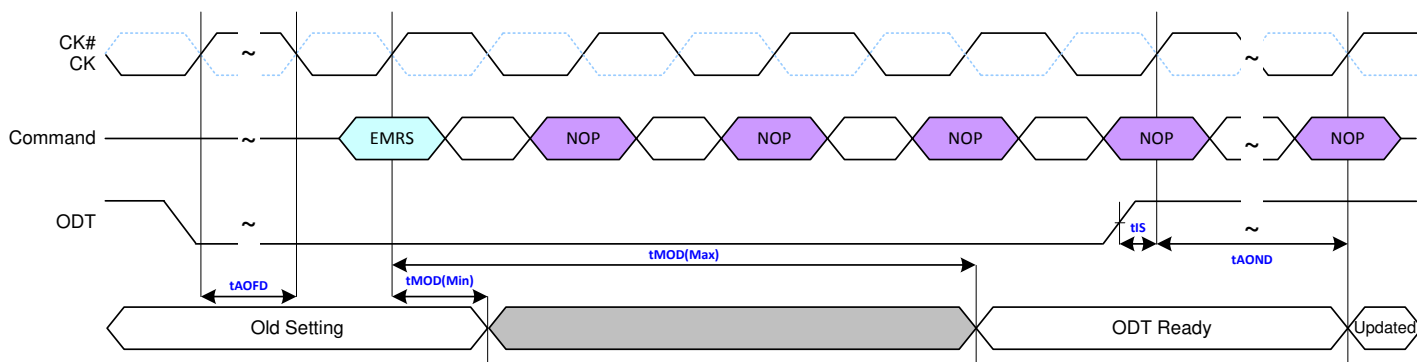 CK#
CK
~ ~
Command ~ EMRS NOP NOP NOP NOP ~ NOP
ODT ~ ~
tIS
tMOD(Max) tAOND
tAOFD tMOD(Min)
Old Setting ODT Ready Updated